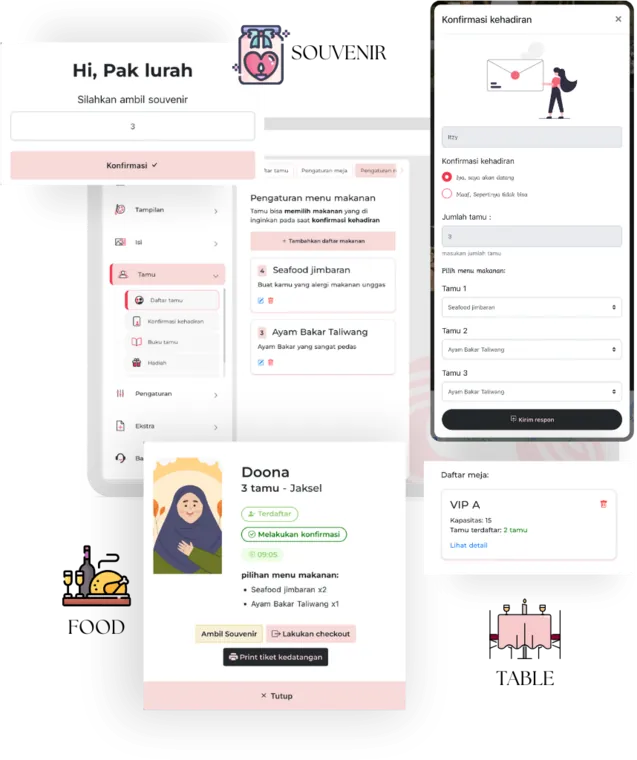 Hi, Pak lurah
Silahkan ambil souvenir
3
Konfirmasi
SOUVENIR
Konfirmasi kehadiran
Rzy
Konfirmasi kehadiran
Iya, saya akan datang
Maaf, Sepertinya tidak bisa
Jumlah tamu :
3
masukan jumlah tamu
Pilih menu makanan:
Tamu 1
Seafood jimbaran
Tamu 2
Ayam Bakar Taliwang
Tamu 3
Ayam Bakar Taliwang
Kirim respon
tar tamu
Pengaturan meja
Pengaturan
Pengaturan menu makanan
Tamu bisa memilih makanan yang di
inginkan pada saat konfirmasi kehadiran
+ Tambahkan daftar makanan
4 Seafood jimbaran
Buat kamu yang alergi makanan unggas
3 Ayam Bakar Taliwang
Ayam Bakar yang sangat pedas
Tampilan
Isi
Tamu
Daftar tamu
Konfirmasi kehadiran
Buku tamu
Hadiah
Pengaturan
Ekstra
Ba
Doona
3 tamu - Jaksel
Terdaftar
Melakukan konfirmasi
09:05
pilihan menu makanan:
• Seafood jimbaran x2
• Ayam Bakar Taliwang x1
Ambil Souvenir
Lakukan checkout
Print tiket kedatangan
× Tutup
Daftar meja:
VIP A
Kapasitas: 15
Tamu terdaftar: 2 tamu
Lihat detail
FOOD
TABLE